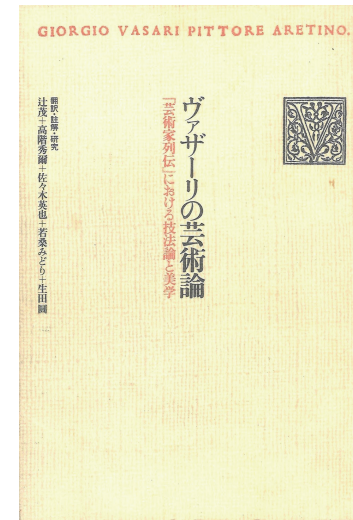 GIORGIO VASARI PITTORE ARETINO.
ヴァザーリの芸術論
『芸術家列伝』における技法論と美学
翻訳・註解・研究
辻茂+高階秀爾+佐々木英也+若桑みどり+生田圓